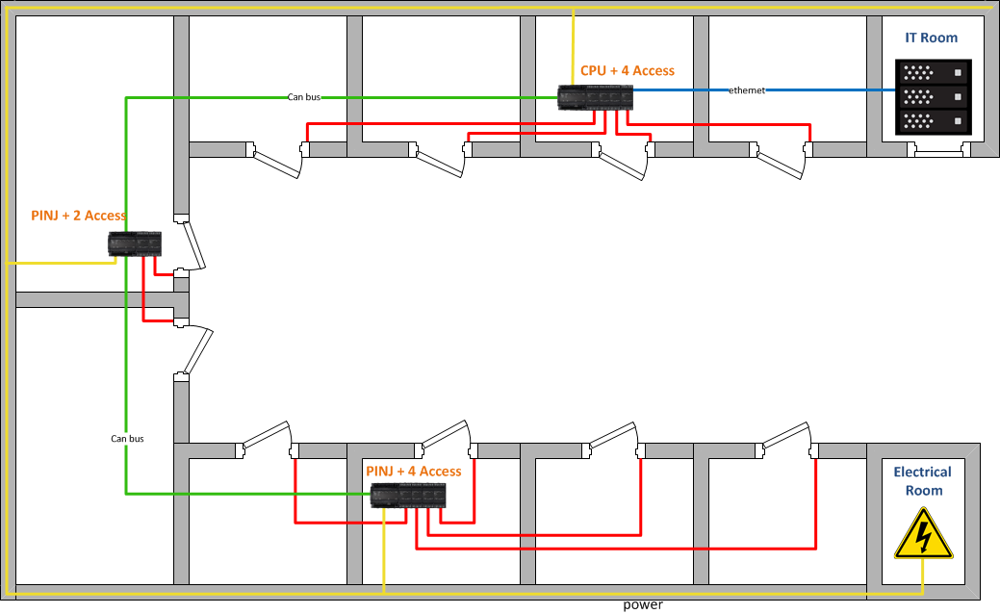 IT Room
CPU + 4 Access
ethernet
Can bus
PINJ + 2 Access
Can bus
PINJ + 4 Access
Electrical
Room
power